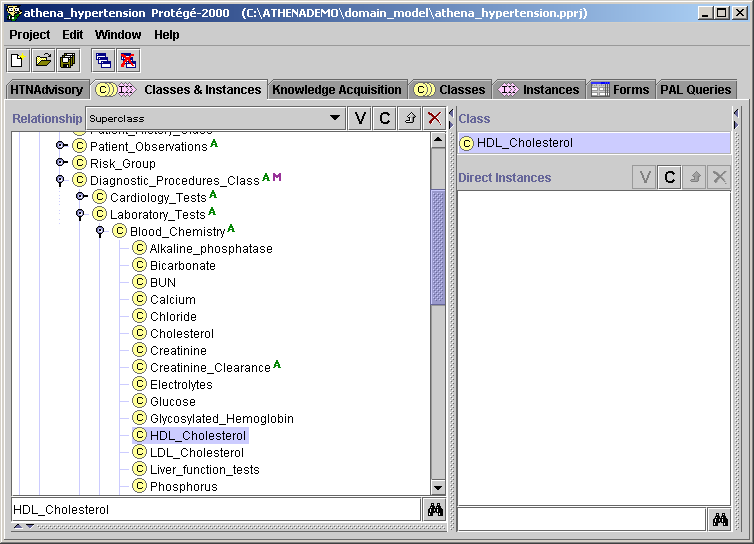 athena_hypertension Protégé-2000 (C:\ATHENADEMO\domain_model\athena_hypertension.pprj)
Project Edit Window Help
HTNAdvisory C Classes & Instances Knowledge Acquisition C Classes I Instances Forms PAL Queries
Relationship Superclass V C
Class
Patient_History_Class
C HDL_Cholesterol
C Patient_Observations A
C Risk_Group
Direct Instances V C
C Diagnostic_Procedures_Class A M
C Cardiology_Tests A
C Laboratory_Tests A
C Blood_Chemistry A
C Alkaline_phosphatase
C Bicarbonate
C BUN
C Calcium
C Chloride
C Cholesterol
C Creatinine
C Creatinine_Clearance A
C Electrolytes
C Glucose
C Glycosylated_Hemoglobin
C HDL_Cholesterol
C LDL_Cholesterol
C Liver_function_tests
C Phosphorus
HDL_Cholesterol